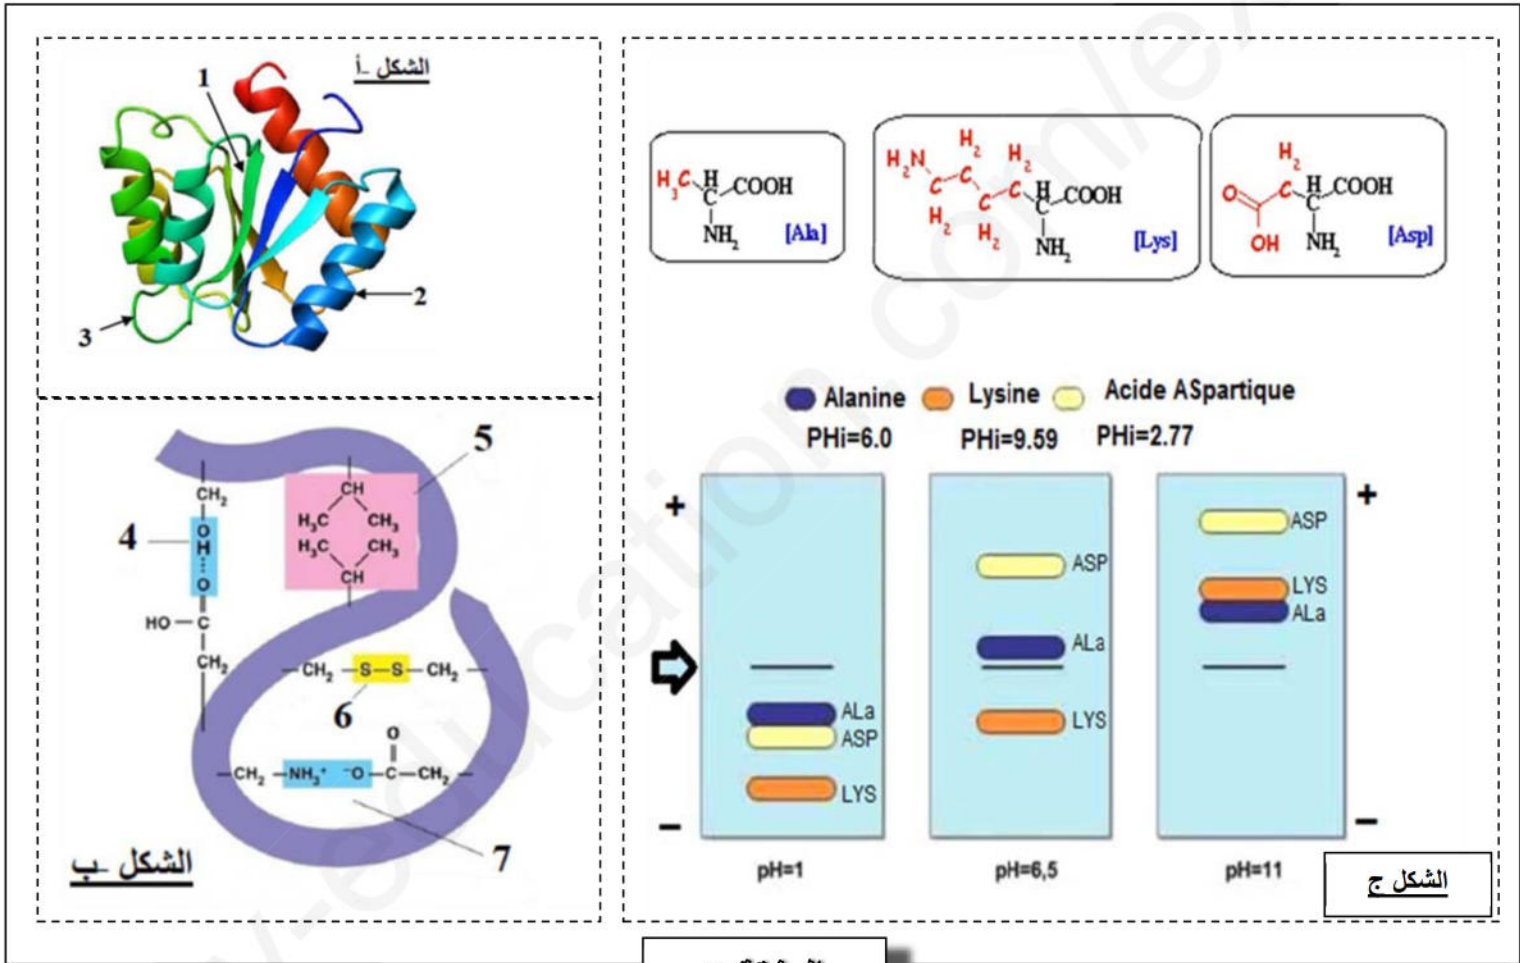 الشكل -أ
1
2
3
H₃C H C COOH
NH₂ [Ala]
H₂N C H₂ C H₂ C H₂ C H₂ H C COOH
NH₂ [Lys]
O C OH H₂ C H C COOH
NH₂ [Asp]
Alanine Lysine Acide ASpartique
PHi=6.0 PHi=9.59 PHi=2.77
+
ALa
ASP
LYS
–
pH=1
ASP
ALa
LYS
pH=6,5
+
ASP
LYS
ALa
–
pH=11
الشكل ج
5
CH₂
CH
H₃C CH₃
H₃C CH₃
CH
4
O
H
O
HO — C
CH₂
CH₂ — S — S — CH₂
6
O
CH₂ — NH₃⁺ ⁻O — C — CH₂
7
الشكل -ب